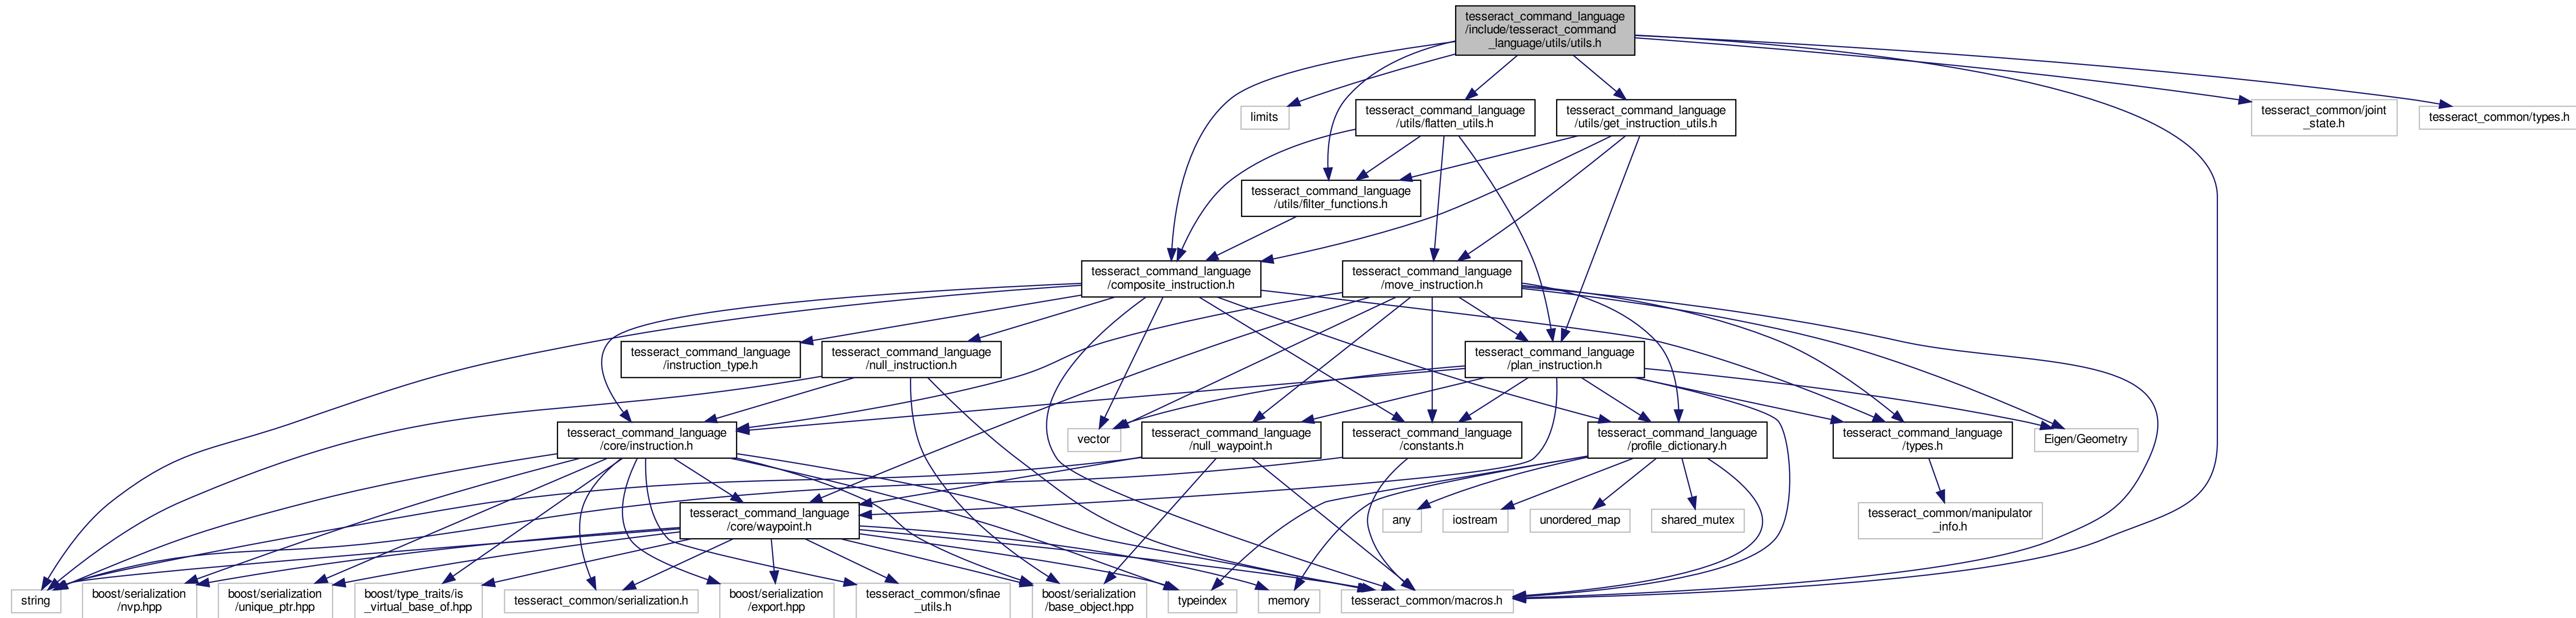 tesseract_command_language
/include/tesseract_command
_language/utils/utils.h
limits
tesseract_command_language
/utils/flatten_utils.h
tesseract_command_language
/utils/get_instruction_utils.h
tesseract_common/joint
_state.h
tesseract_common/types.h
tesseract_command_language
/utils/filter_functions.h
tesseract_command_language
/composite_instruction.h
tesseract_command_language
/move_instruction.h
tesseract_command_language
/instruction_type.h
tesseract_command_language
/null_instruction.h
tesseract_command_language
/plan_instruction.h
tesseract_command_language
/core/instruction.h
vector
tesseract_command_language
/null_waypoint.h
tesseract_command_language
/constants.h
tesseract_command_language
/profile_dictionary.h
tesseract_command_language
/types.h
Eigen/Geometry
tesseract_command_language
/core/waypoint.h
any
iostream
unordered_map
shared_mutex
tesseract_common/manipulator
_info.h
string
boost/serialization
/nvp.hpp
boost/serialization
/unique_ptr.hpp
boost/type_traits/is
_virtual_base_of.hpp
tesseract_common/serialization.h
boost/serialization
/export.hpp
tesseract_common/sfinae
_utils.h
boost/serialization
/base_object.hpp
typeindex
memory
tesseract_common/macros.h